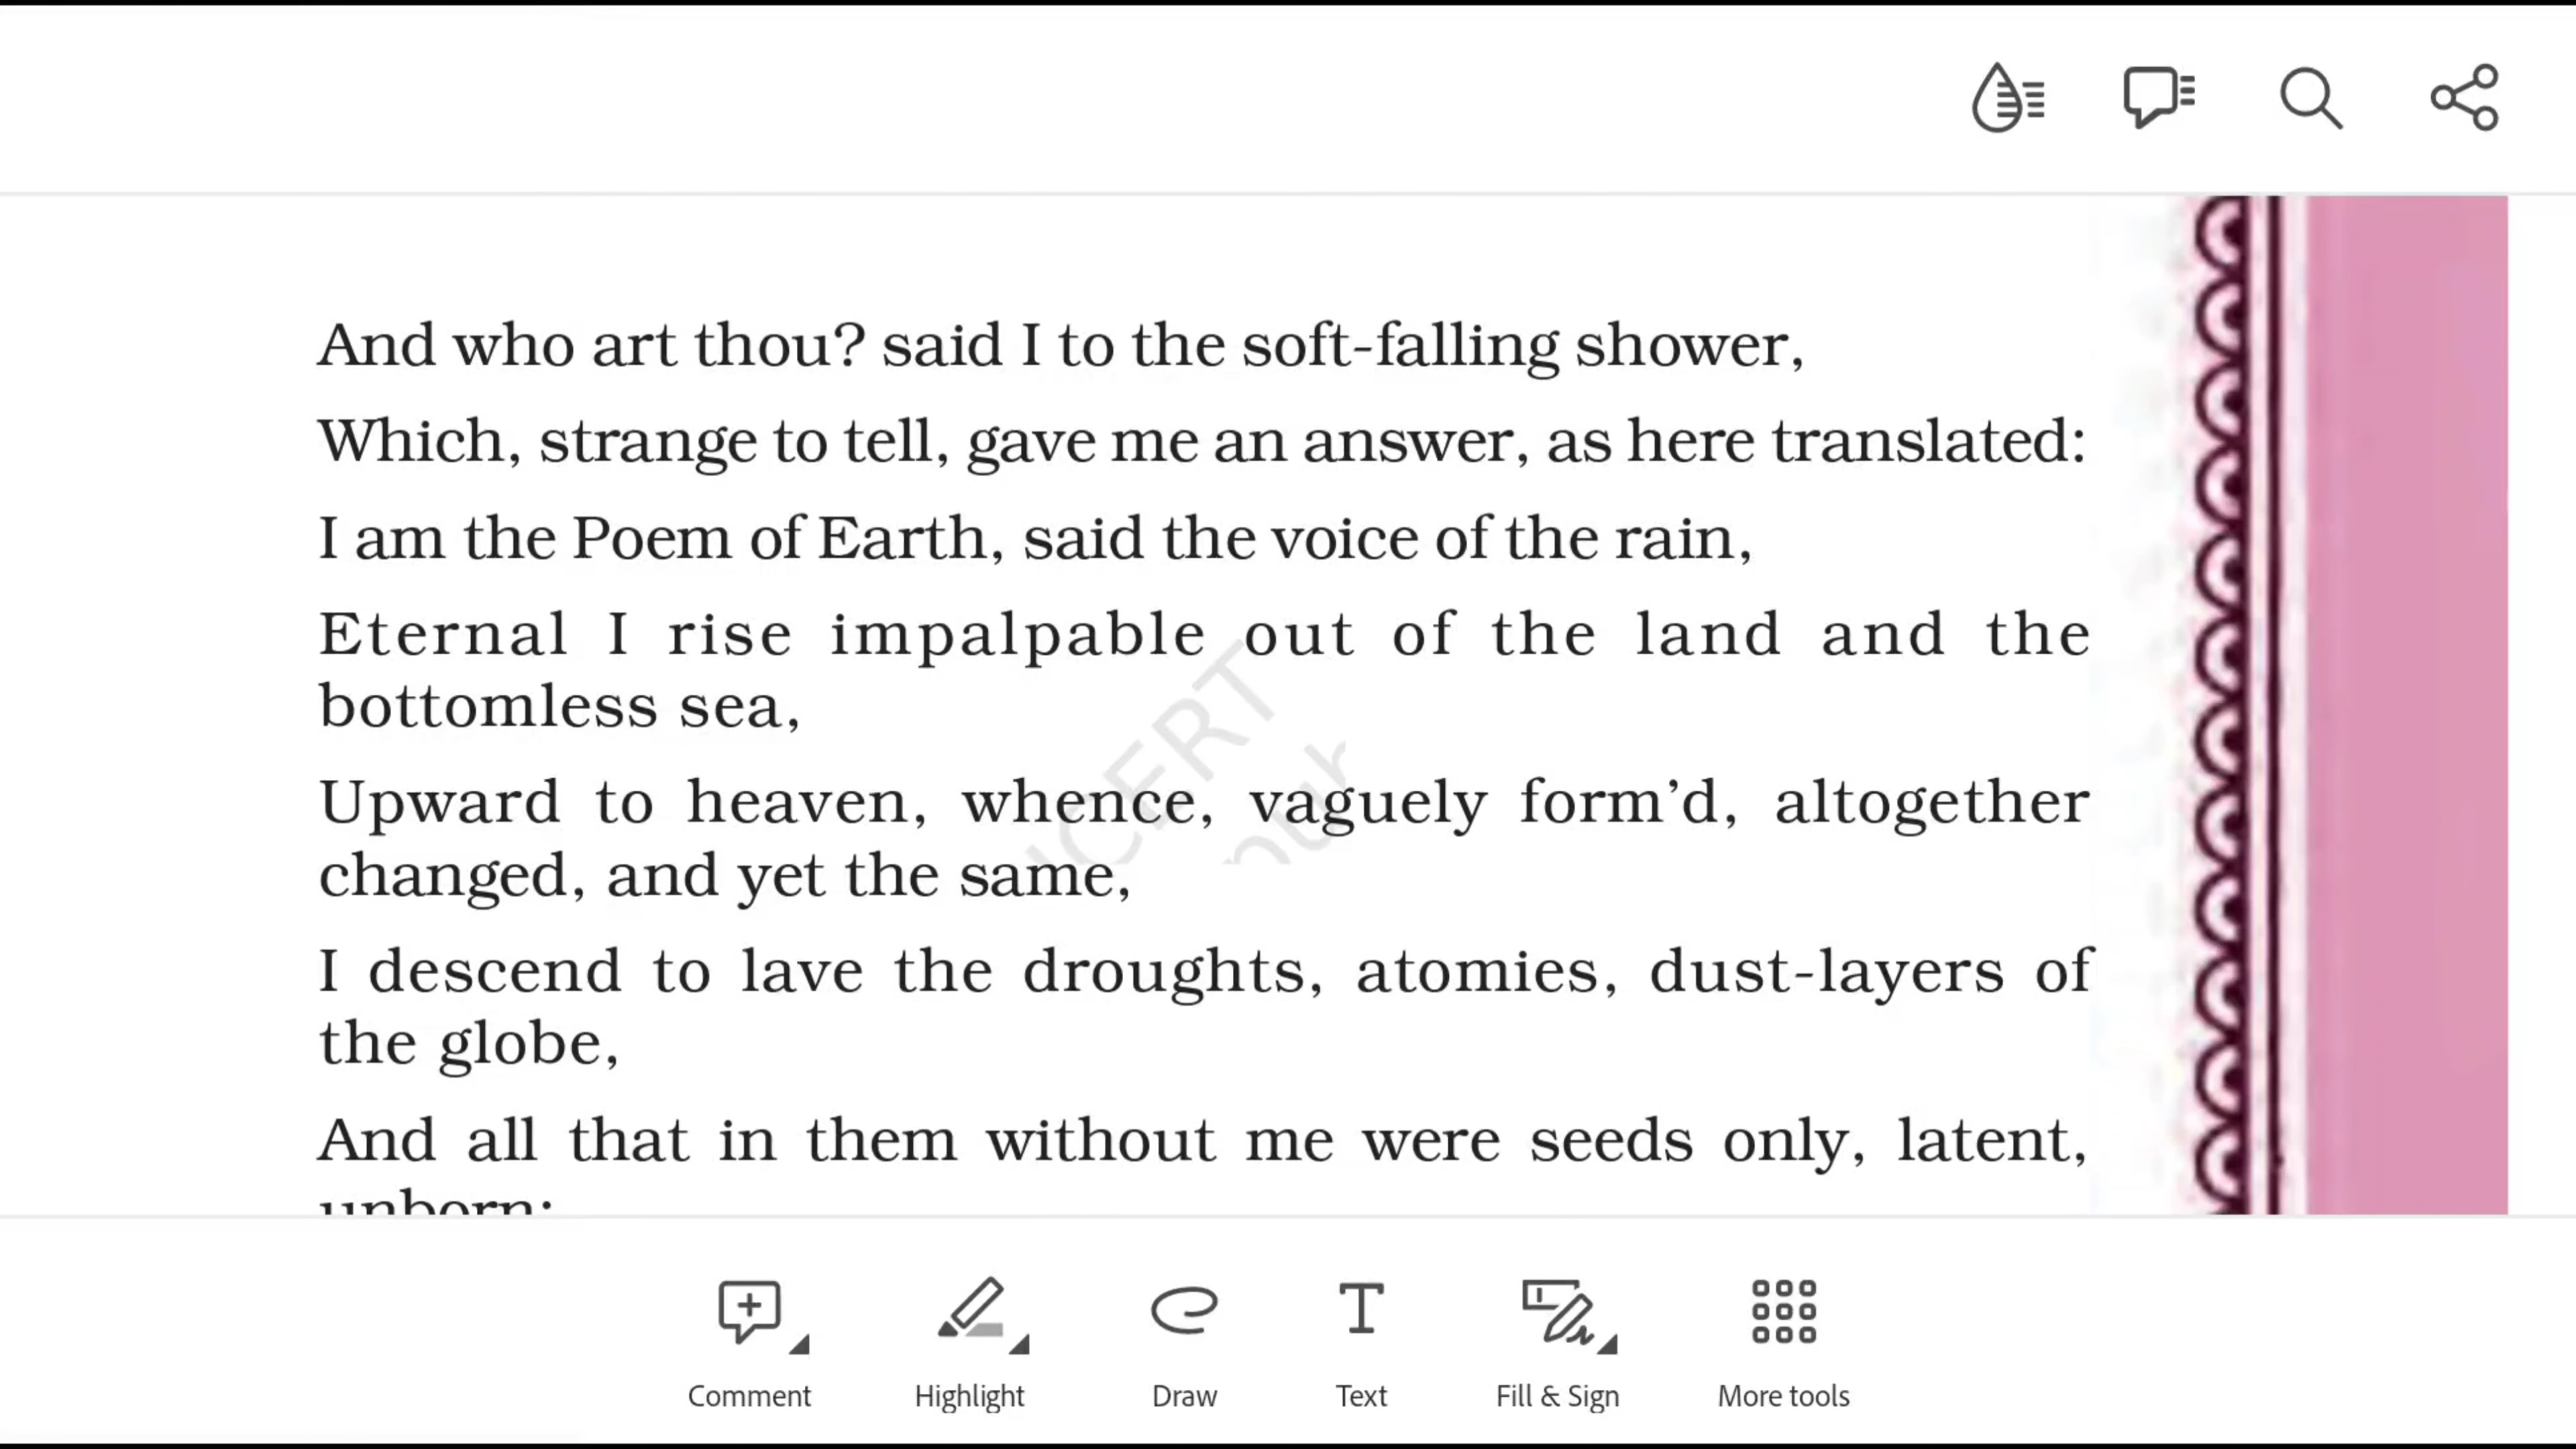 And who art thou? said I to the soft-falling shower,
Which, strange to tell, gave me an answer, as here translated:
I am the Poem of Earth, said the voice of the rain,
Eternal I rise impalpable out of the land and the
bottomless sea,
Upward to heaven, whence, vaguely form’d, altogether
changed, and yet the same,
I descend to lave the droughts, atomies, dust-layers of
the globe,
And all that in them without me were seeds only, latent,
unborn;
Comment Highlight Draw Text Fill & Sign More tools